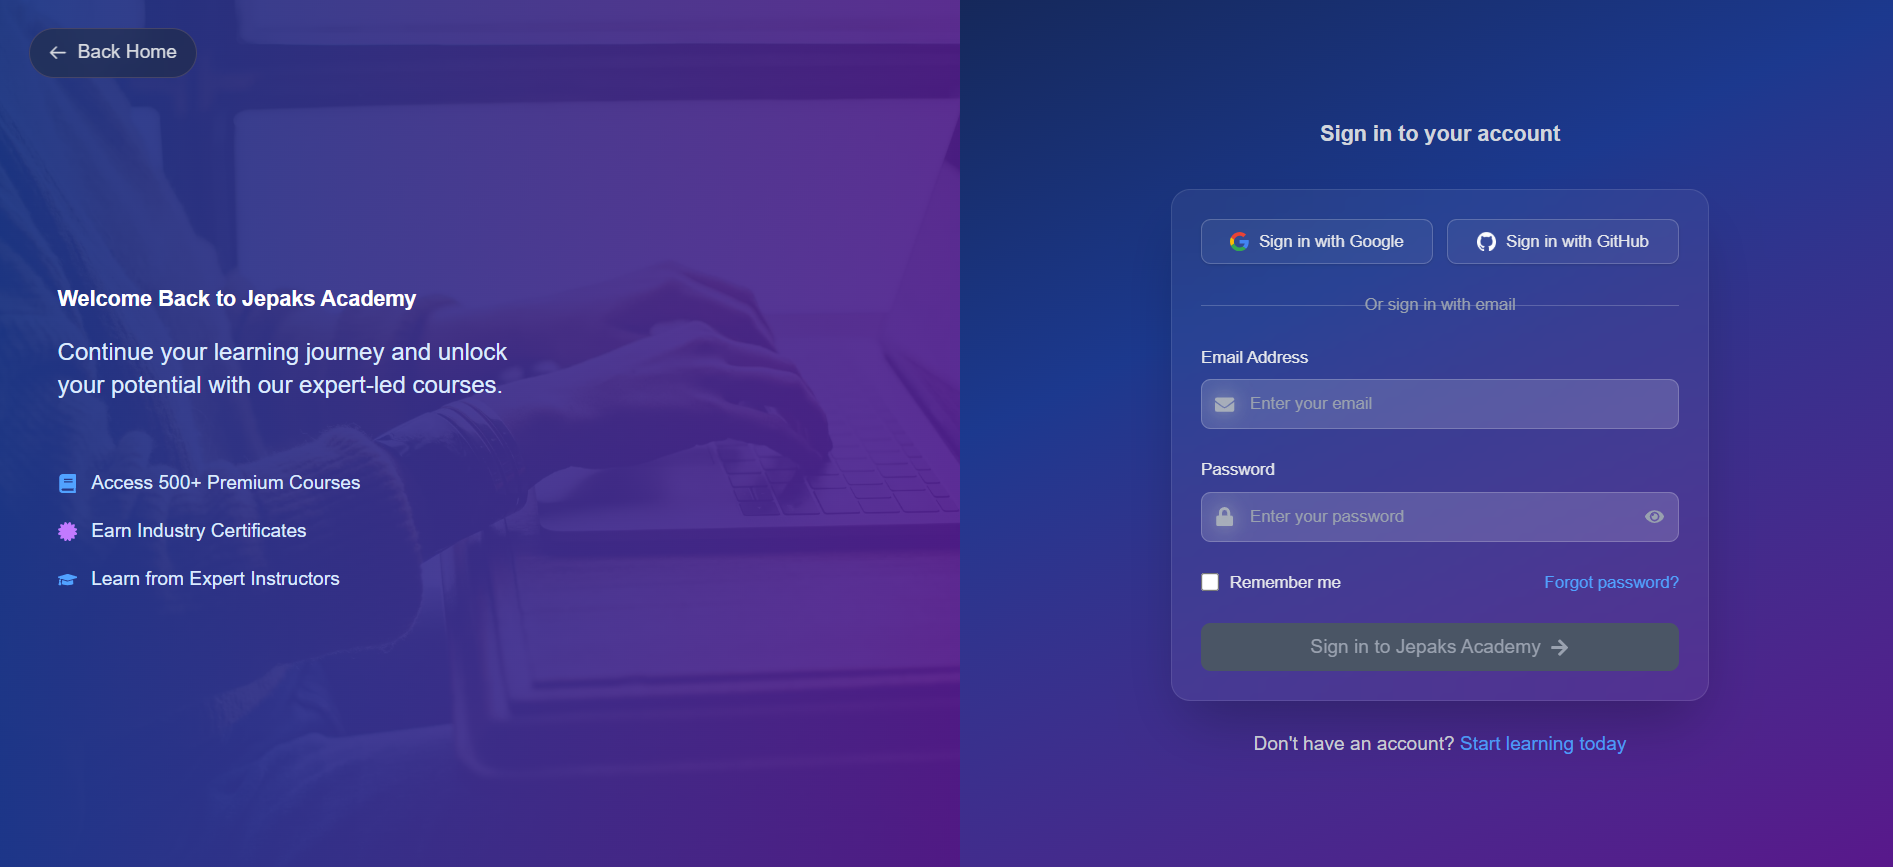 Back Home
Welcome Back to Jepaks Academy
Continue your learning journey and unlock
your potential with our expert-led courses.
Access 500+ Premium Courses
Earn Industry Certificates
Learn from Expert Instructors
Sign in to your account
Sign in with Google
Sign in with GitHub
Or sign in with email
Email Address
Enter your email
Password
Enter your password
Remember me
Forgot password?
Sign in to Jepaks Academy
Don't have an account? Start learning today